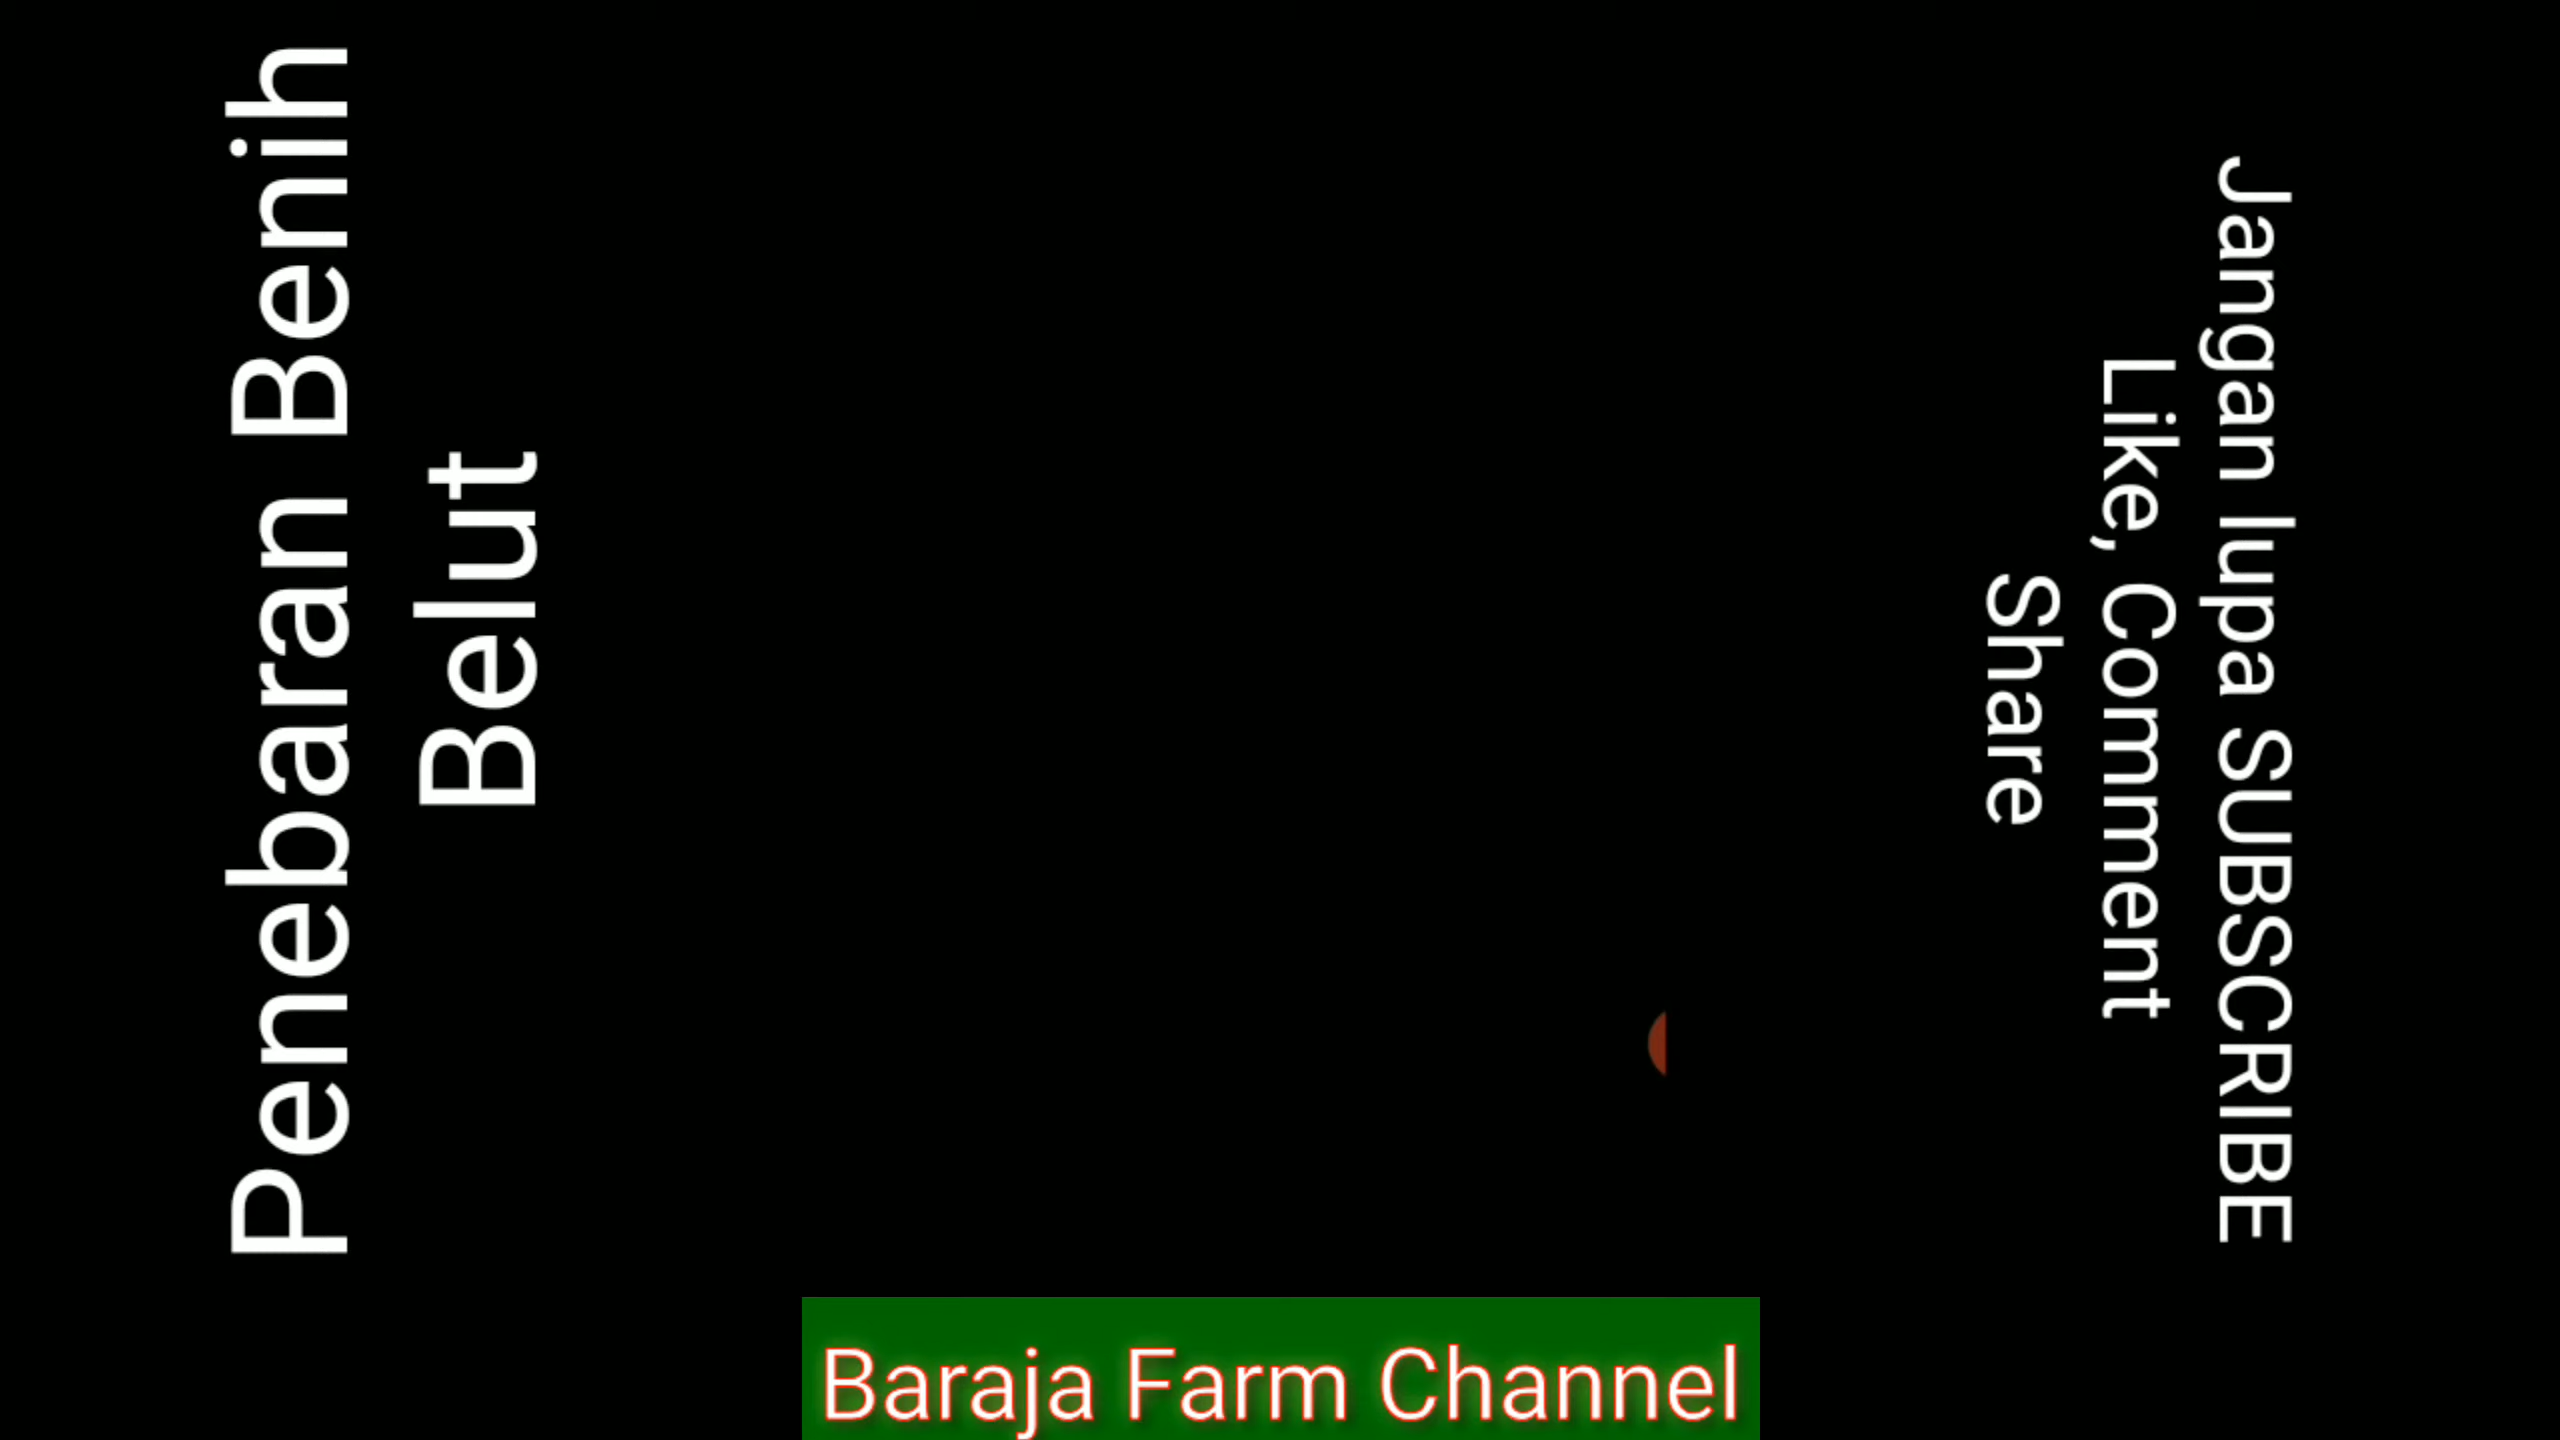 Penebaran Benih
Belut
Jangan lupa SUBSCRIBE
Like, Comment
Share
Baraja Farm Channel